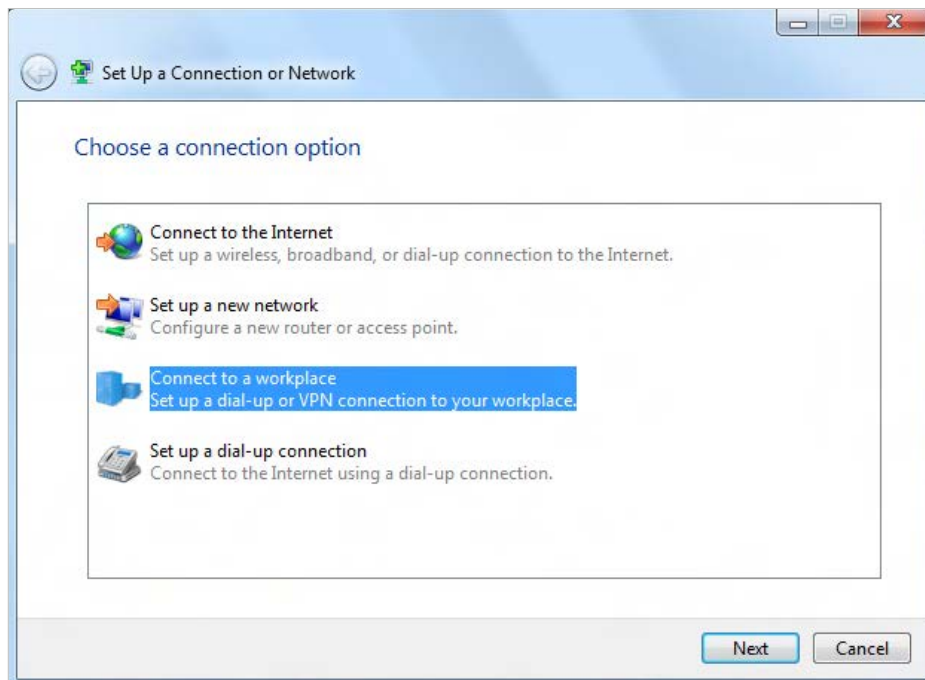 Set Up a Connection or Network
Choose a connection option
Connect to the Internet
Set up a wireless, broadband, or dial-up connection to the Internet.
Set up a new network
Configure a new router or access point.
Connect to a workplace
Set up a dial-up or VPN connection to your workplace.
Set up a dial-up connection
Connect to the Internet using a dial-up connection.
Next Cancel